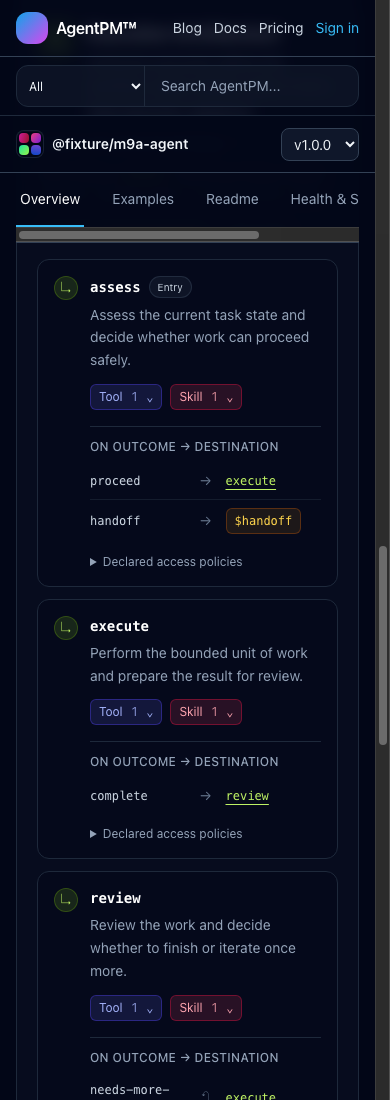 AgentPM™ Blog Docs Pricing Sign in
All Search AgentPM...
@fixture/m9a-agent v1.0.0
Overview Examples Readme Health & S
assess Entry
Assess the current task state and
decide whether work can proceed
safely.
Tool 1 Skill 1
ON OUTCOME → DESTINATION
proceed → execute
handoff → $handoff
Declared access policies
execute
Perform the bounded unit of work
and prepare the result for review.
Tool 1 Skill 1
ON OUTCOME → DESTINATION
complete → review
Declared access policies
review
Review the work and decide
whether to finish or iterate once
more.
Tool 1 Skill 1
ON OUTCOME → DESTINATION
needs-more-
execute